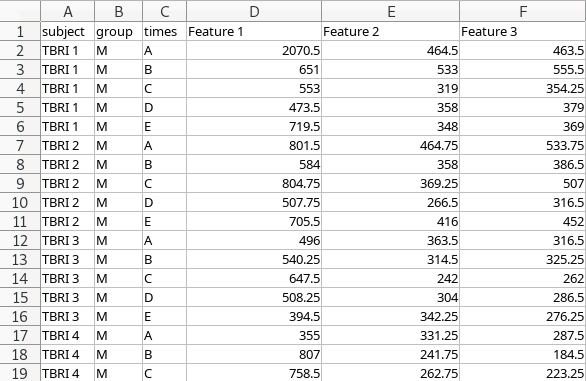 A B C D E F
1 subject group times Feature 1 Feature 2 Feature 3
2 TBRI 1 M A 2070.5 464.5 463.5
3 TBRI 1 M B 651 533 555.5
4 TBRI 1 M C 553 319 354.25
5 TBRI 1 M D 473.5 358 379
6 TBRI 1 M E 719.5 348 369
7 TBRI 2 M A 801.5 464.75 533.75
8 TBRI 2 M B 584 358 386.5
9 TBRI 2 M C 804.75 369.25 507
10 TBRI 2 M D 507.75 266.5 316.5
11 TBRI 2 M E 705.5 416 452
12 TBRI 3 M A 496 363.5 316.5
13 TBRI 3 M B 540.25 314.5 325.25
14 TBRI 3 M C 647.5 242 262
15 TBRI 3 M D 508.25 304 286.5
16 TBRI 3 M E 394.5 342.25 276.25
17 TBRI 4 M A 355 331.25 287.5
18 TBRI 4 M B 807 241.75 184.5
19 TBRI 4 M C 758.5 262.75 223.25